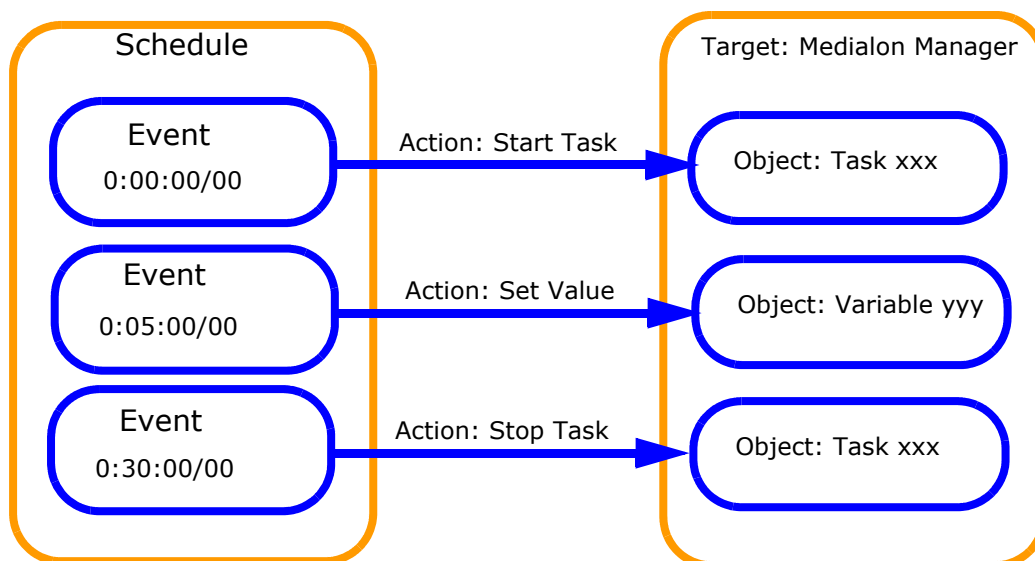 Schedule
Event
0:00:00/00
Event
0:05:00/00
Event
0:30:00/00
Action: Start Task
Action: Set Value
Action: Stop Task
Target: Medialon Manager
Object: Task xxx
Object: Variable yyy
Object: Task xxx